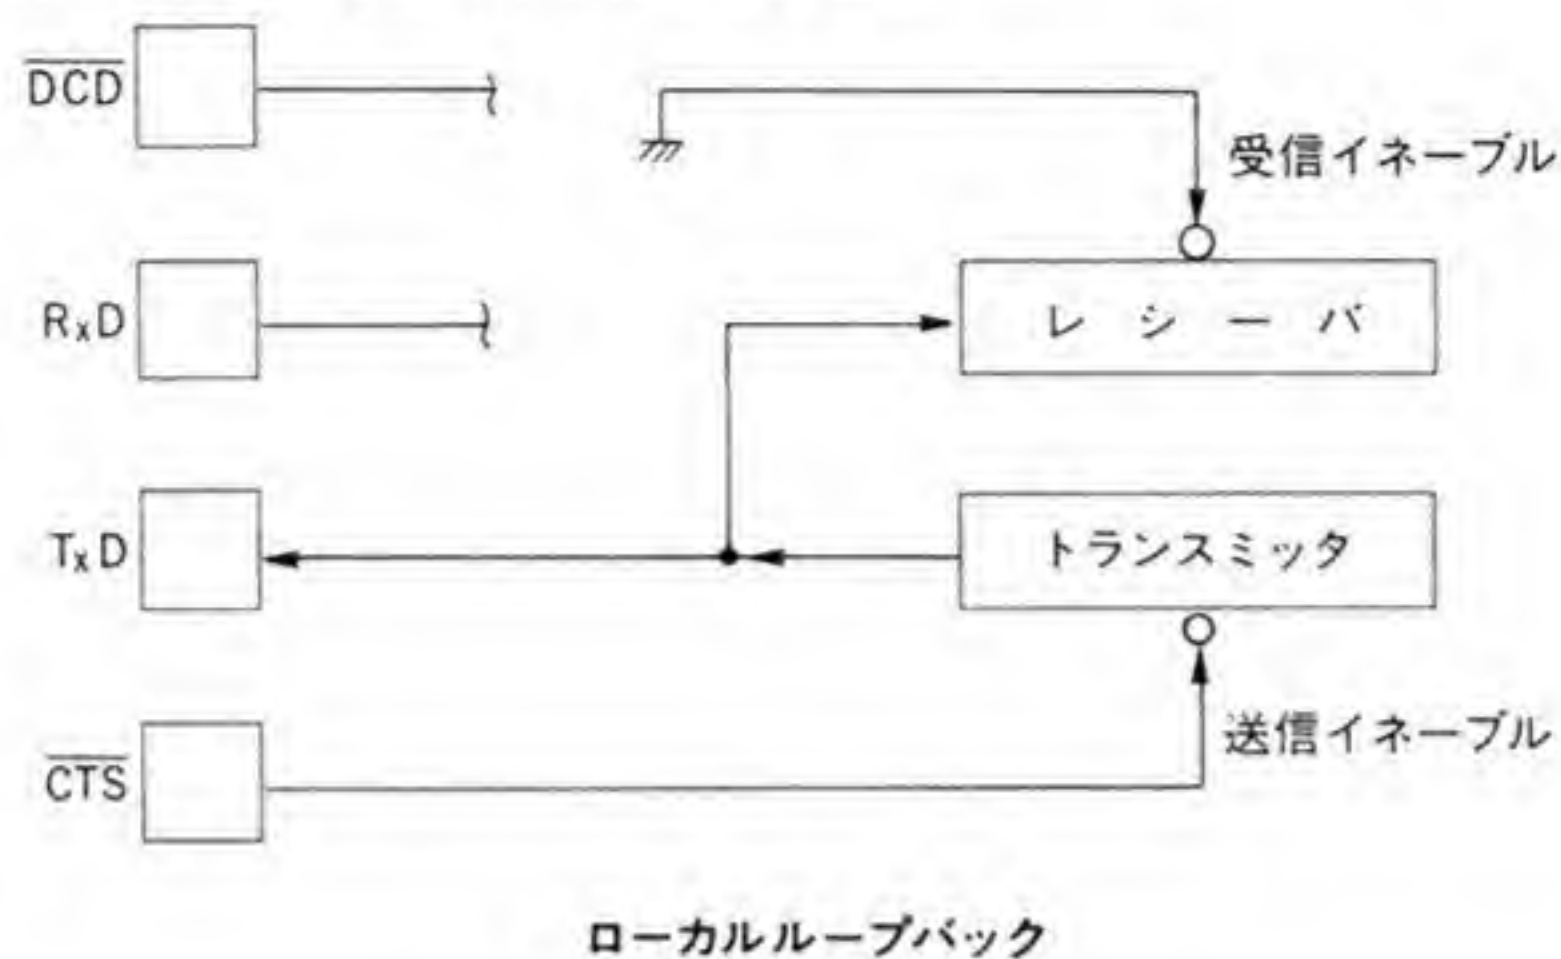 DCD
受信イネーブル
RxD
レシーバ
TxD
トランスミッタ
送信イネーブル
CTS
ローカルループバック